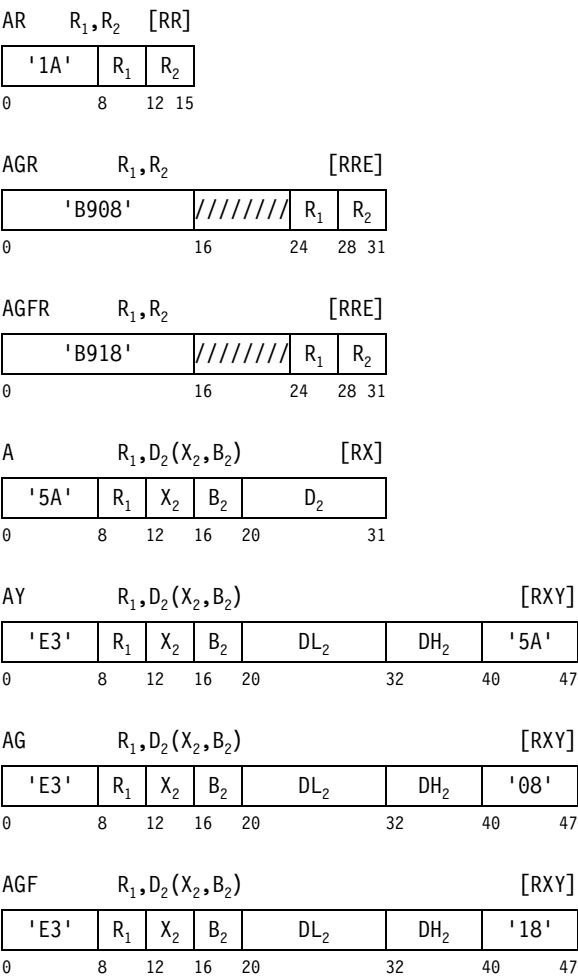 AR R₁,R₂ [RR]
'1A' R₁ R₂
0 8 12 15
AGR R₁,R₂ [RRE]
'B908' //////// R₁ R₂
0 16 24 28 31
AGFR R₁,R₂ [RRE]
'B918' //////// R₁ R₂
0 16 24 28 31
A R₁,D₂(X₂,B₂) [RX]
'5A' R₁ X₂ B₂ D₂
0 8 12 16 20 31
AY R₁,D₂(X₂,B₂) [RXY]
'E3' R₁ X₂ B₂ DL₂ DH₂ '5A'
0 8 12 16 20 32 40 47
AG R₁,D₂(X₂,B₂) [RXY]
'E3' R₁ X₂ B₂ DL₂ DH₂ '08'
0 8 12 16 20 32 40 47
AGF R₁,D₂(X₂,B₂) [RXY]
'E3' R₁ X₂ B₂ DL₂ DH₂ '18'
0 8 12 16 20 32 40 47